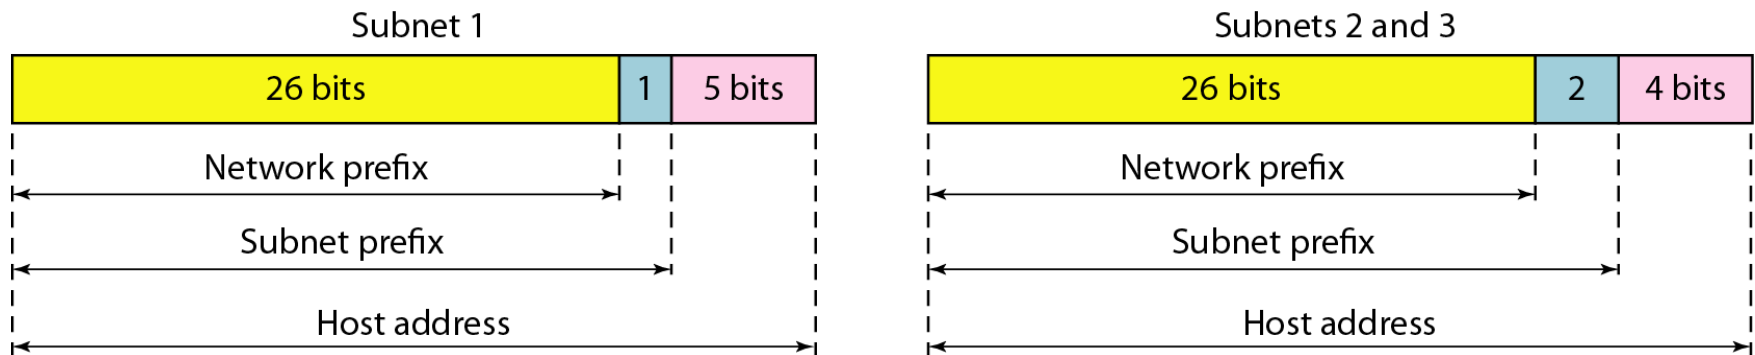 Subnet 1
26 bits
1
5 bits
Network prefix
Subnet prefix
Host address
Subnets 2 and 3
26 bits
2
4 bits
Network prefix
Subnet prefix
Host address